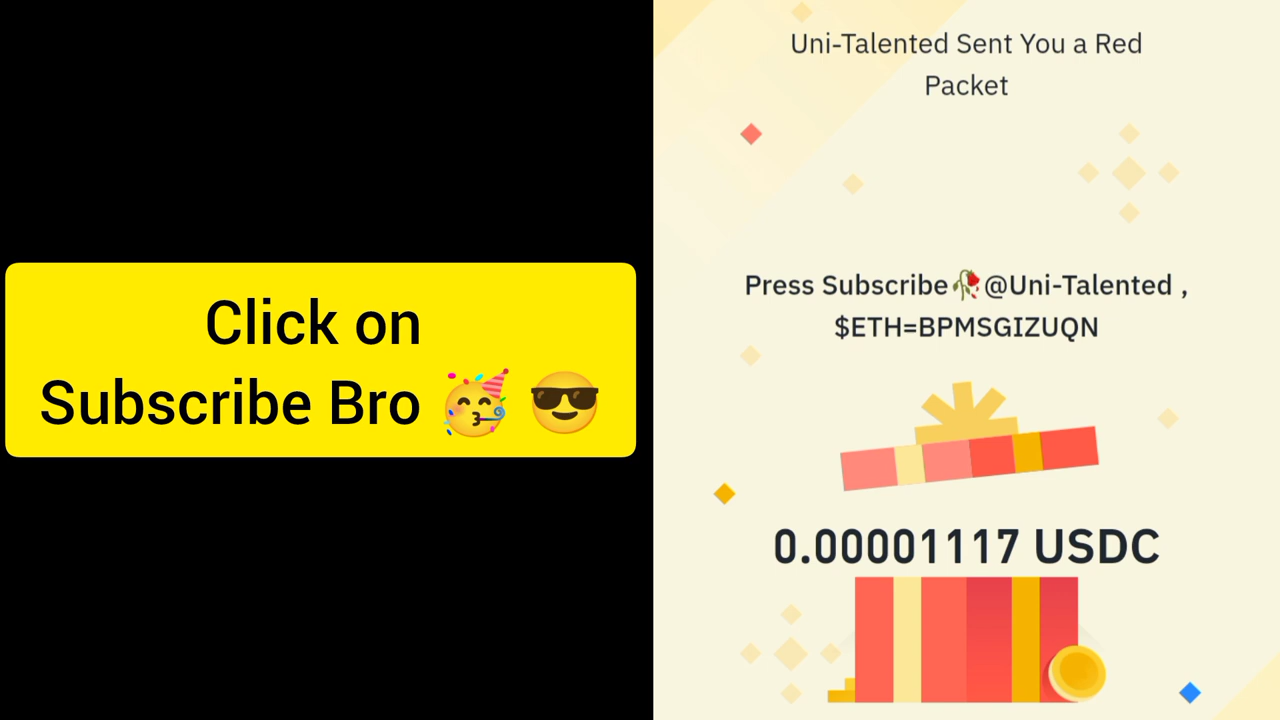 Click on
Subscribe Bro 🥳 😎
Uni-Talented Sent You a Red
Packet
Press Subscribe🥀@Uni-Talented ,
$ETH=BPMSGIZUQN
0.00001117 USDC